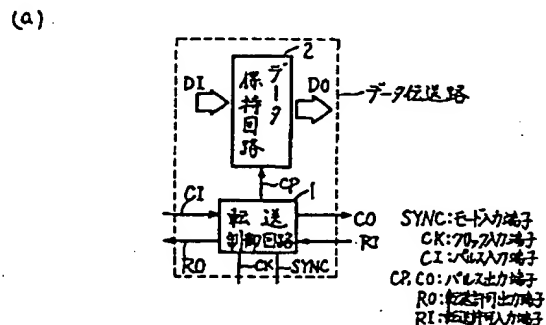 (a)
2
DI
データ
保持回路
DO
データ伝送路
CP
1
CI
転送
制御回路
CO
RO
RI
CK
SYNC
SYNC:モード入力端子
CK:クロック入力端子
CI:パルス入力端子
CP,CO:パルス出力端子
RO:転送許可出力端子
RI:転送許可入力端子